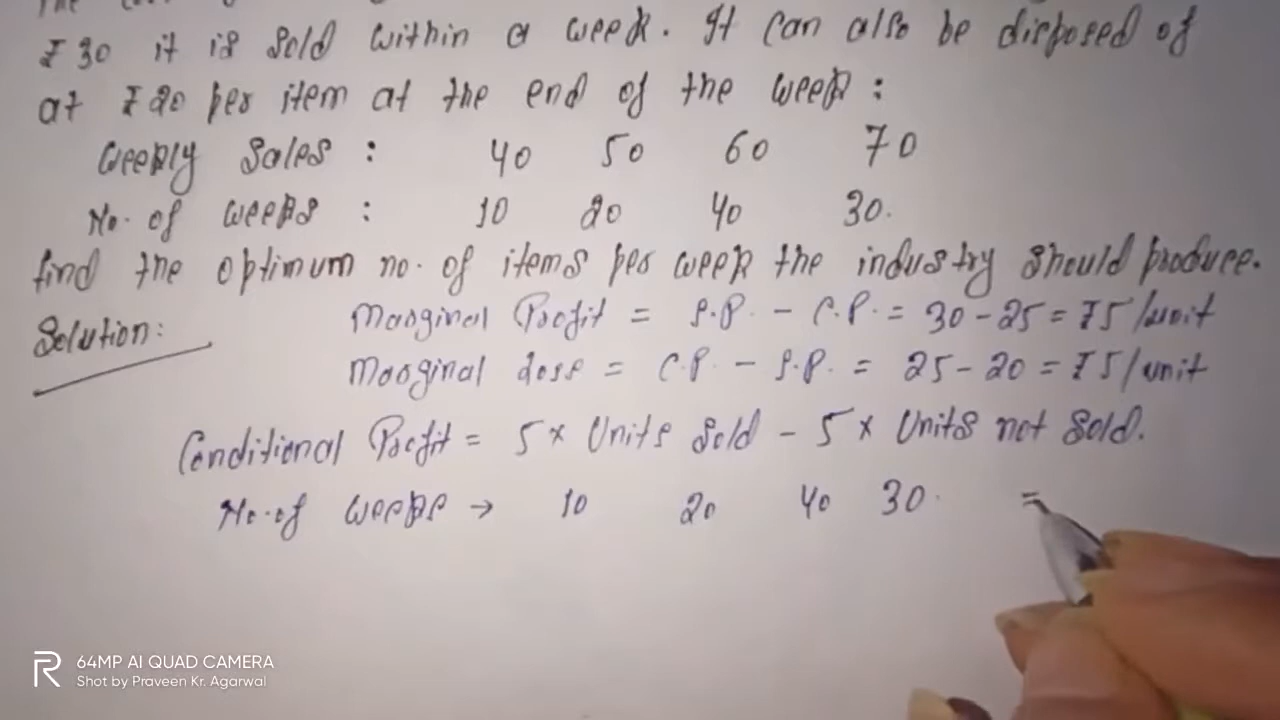 The
₹30 it is sold within a week. It can also be disposed of
at ₹20 per item at the end of the week :
Weekly Sales : 40 50 60 70
No. of weeks : 10 20 40 30.
find the optimum no. of items per week the industry should produce.
Solution: Marginal Profit = S.P. - C.P. = 30-25 = ₹5/unit
Marginal Loss = C.P. - S.P. = 25-20 = ₹5/unit
Conditional Profit = 5× Units Sold - 5× Units not Sold.
No. of weeks → 10 20 40 30. =
64MP AI QUAD CAMERA
Shot by Praveen Kr. Agarwal